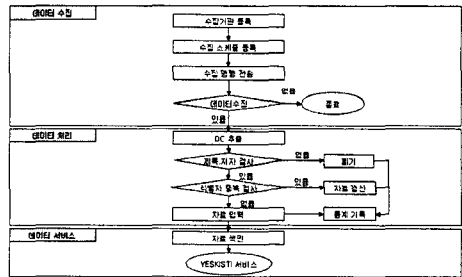 데이터 수집
수집기관 등록
수집 스케줄 등록
수집 명령 전송
없음
데이터수집
종료
있음
데이터 처리
DC 추출
없음
제목,저자 검사
폐기
있음
있음
식별자 중복 검사
자료 갱신
없음
자료 입력
통계 기록
데이터 서비스
자료 색인
YESKISTI 서비스